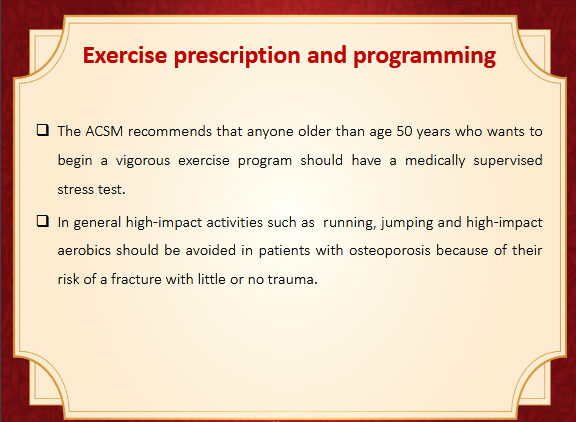 Exercise prescription and programming
❑ The ACSM recommends that anyone older than age 50 years who wants to
begin a vigorous exercise program should have a medically supervised
stress test.
❑ In general high-impact activities such as running, jumping and high-impact
aerobics should be avoided in patients with osteoporosis because of their
risk of a fracture with little or no trauma.